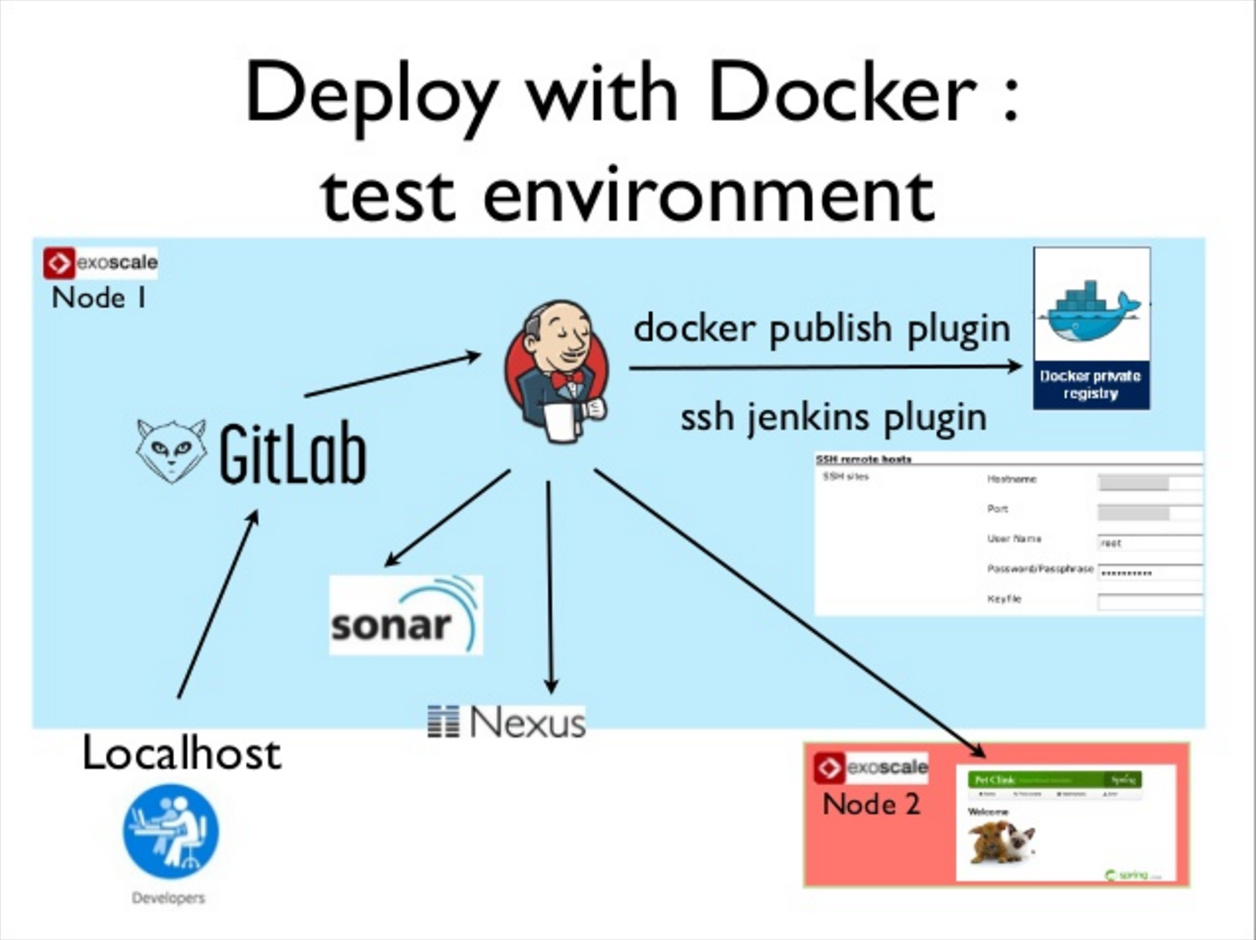 Deploy with Docker :
test environment
exoscale
Node 1
docker publish plugin
Docker private
registry
ssh jenkins plugin
GitLab
SSH remote hosts
SSH sites
Hostname
Port
User Name
root
Password/Passphrase
••••••••••
Keyfile
sonar
Nexus
Localhost
Developers
exoscale
Node 2
Pet Clinic
Spring
Welcome
spring